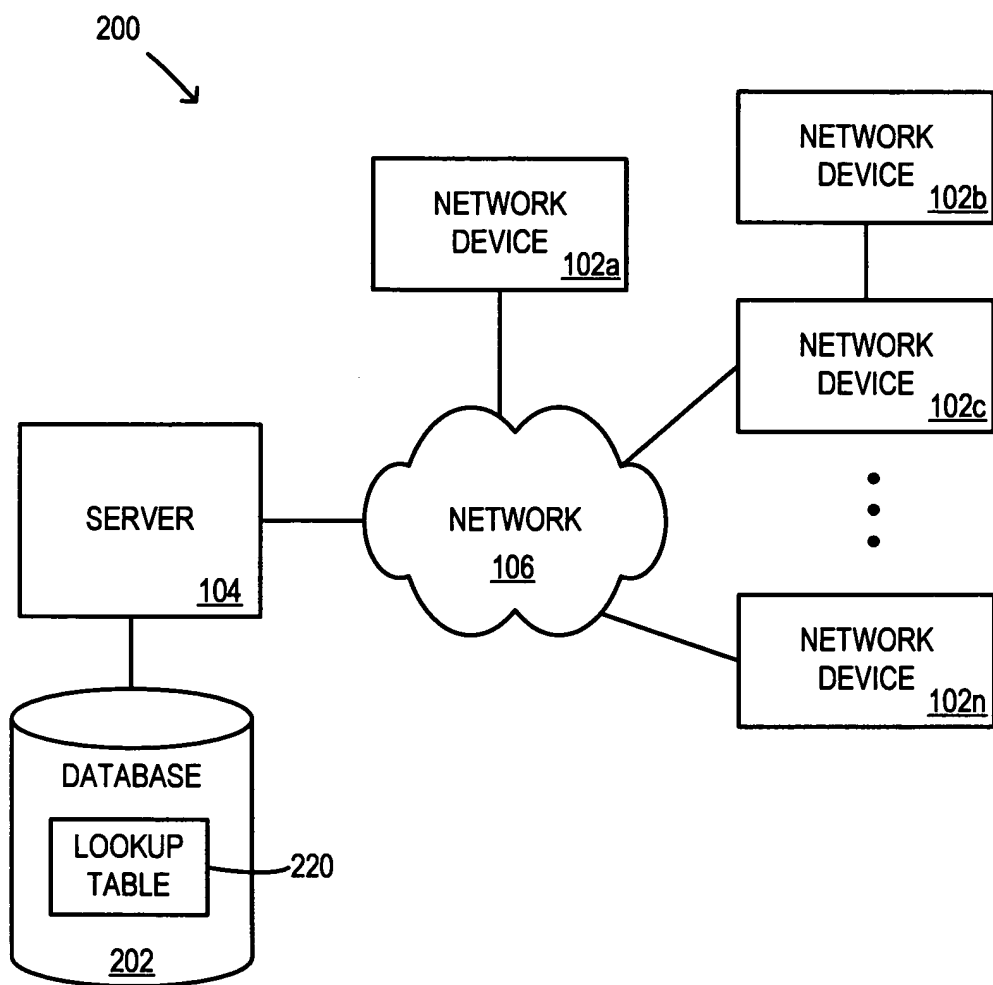 200
NETWORK
DEVICE
102a
NETWORK
DEVICE
102b
NETWORK
DEVICE
102c
SERVER
104
NETWORK
106
NETWORK
DEVICE
102n
DATABASE
LOOKUP
TABLE
220
202